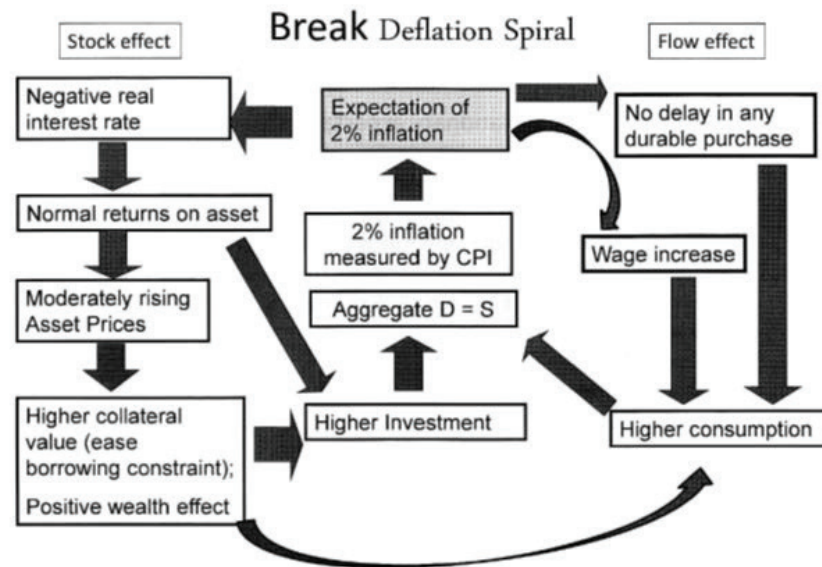 Break Deflation Spiral
Stock effect
Flow effect
Negative real
interest rate
Expectation of
2% inflation
No delay in any
durable purchase
Normal returns on asset
2% inflation
measured by CPI
Wage increase
Moderately rising
Asset Prices
Aggregate D = S
Higher collateral
value (ease
borrowing constraint);
Positive wealth effect
Higher Investment
Higher consumption